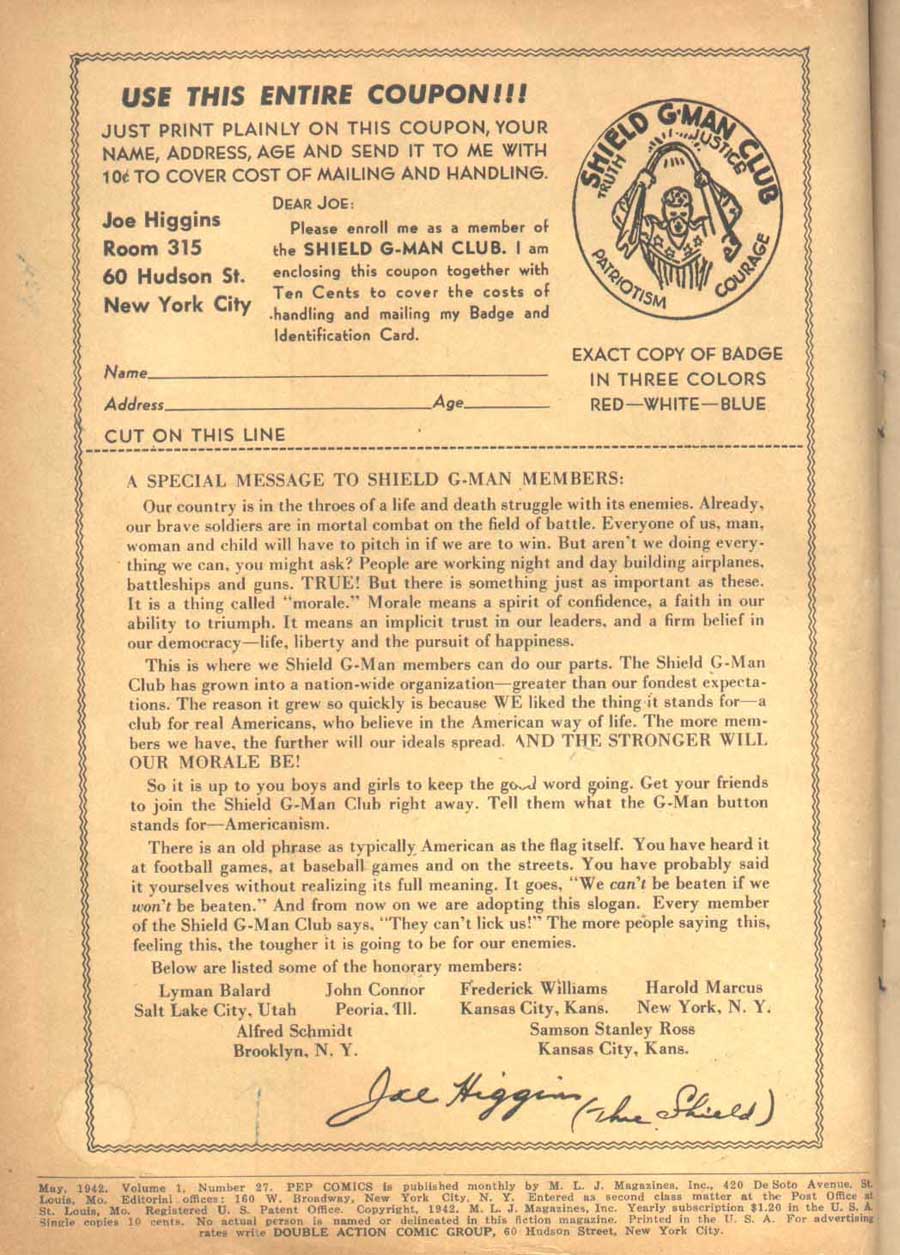 USE THIS ENTIRE COUPON!!!
JUST PRINT PLAINLY ON THIS COUPON, YOUR
NAME, ADDRESS, AGE AND SEND IT TO ME WITH
10¢ TO COVER COST OF MAILING AND HANDLING.
Joe Higgins
Room 315
60 Hudson St.
New York City
DEAR JOE:
Please enroll me as a member of
the SHIELD G-MAN CLUB. I am
enclosing this coupon together with
Ten Cents to cover the costs of
handling and mailing my Badge and
Identification Card.
Name
Address Age
CUT ON THIS LINE
SHIELD G-MAN CLUB
TRUTH
JUSTICE
PATRIOTISM
COURAGE
EXACT COPY OF BADGE
IN THREE COLORS
RED—WHITE—BLUE
A SPECIAL MESSAGE TO SHIELD G-MAN MEMBERS:
Our country is in the throes of a life and death struggle with its enemies. Already,
our brave soldiers are in mortal combat on the field of battle. Everyone of us, man,
woman and child will have to pitch in if we are to win. But aren't we doing every-
thing we can, you might ask? People are working night and day building airplanes,
battleships and guns. TRUE! But there is something just as important as these.
It is a thing called "morale." Morale means a spirit of confidence, a faith in our
ability to triumph. It means an implicit trust in our leaders, and a firm belief in
our democracy—life, liberty and the pursuit of happiness.
This is where we Shield G-Man members can do our parts. The Shield G-Man
Club has grown into a nation-wide organization—greater than our fondest expecta-
tions. The reason it grew so quickly is because WE liked the thing it stands for—a
club for real Americans, who believe in the American way of life. The more mem-
bers we have, the further will our ideals spread. AND THE STRONGER WILL
OUR MORALE BE!
So it is up to you boys and girls to keep the good word going. Get your friends
to join the Shield G-Man Club right away. Tell them what the G-Man button
stands for—Americanism.
There is an old phrase as typically American as the flag itself. You have heard it
at football games, at baseball games and on the streets. You have probably said
it yourselves without realizing its full meaning. It goes, "We can't be beaten if we
won't be beaten." And from now on we are adopting this slogan. Every member
of the Shield G-Man Club says, "They can't lick us!" The more people saying this,
feeling this, the tougher it is going to be for our enemies.
Below are listed some of the honorary members:
Lyman Balard John Connor Frederick Williams Harold Marcus
Salt Lake City, Utah Peoria, Ill. Kansas City, Kans. New York, N. Y.
Alfred Schmidt Samson Stanley Ross
Brooklyn, N. Y. Kansas City, Kans.
Joe Higgins (The Shield)
May, 1942. Volume 1, Number 27. PEP COMICS is published monthly by M. L. J. Magazines, Inc., 420 De Soto Avenue, St.
Louis, Mo. Editorial offices: 160 W. Broadway, New York City, N. Y. Entered as second class matter at the Post Office at
St. Louis, Mo. Registered U. S. Patent Office. Copyright, 1942. M. L. J. Magazines, Inc. Yearly subscription $1.20 in the U. S. A.
Single copies 10 cents. No actual person is named or delineated in this fiction magazine. Printed in the U. S. A. For advertising
rates write DOUBLE ACTION COMIC GROUP, 60 Hudson Street, New York City.